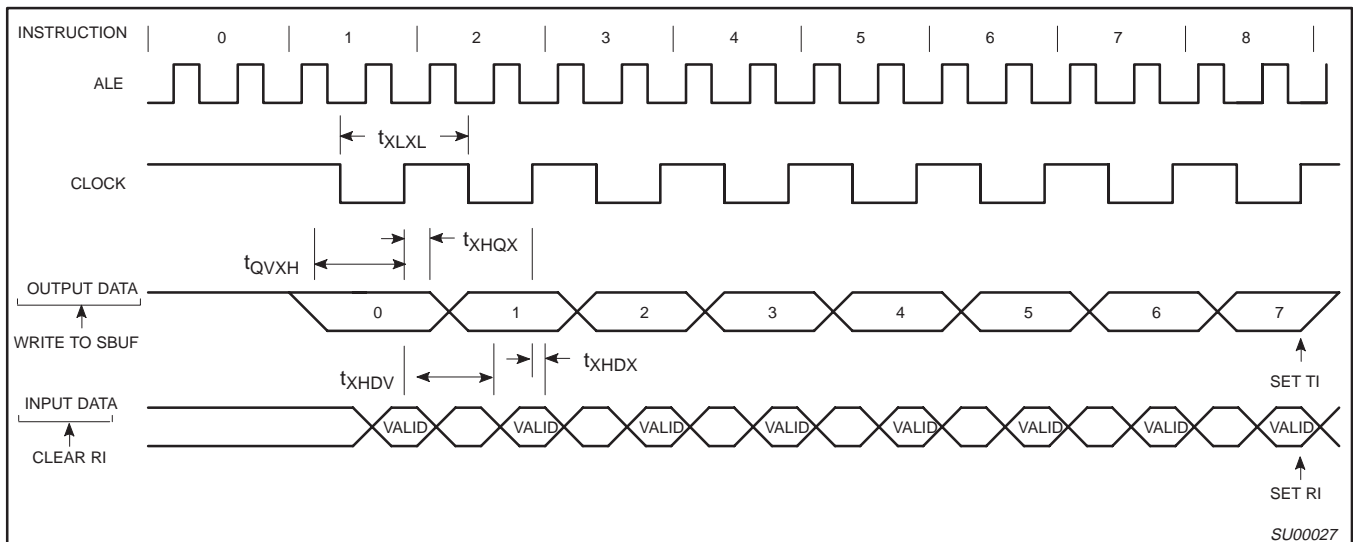 INSTRUCTION 0 1 2 3 4 5 6 7 8
ALE
tXLXL
CLOCK
tXHQX
tQVXH
OUTPUT DATA
0 1 2 3 4 5 6 7
WRITE TO SBUF
tXHDX
tXHDV
SET TI
INPUT DATA
VALID VALID VALID VALID VALID VALID VALID VALID
CLEAR RI
SET RI
SU00027